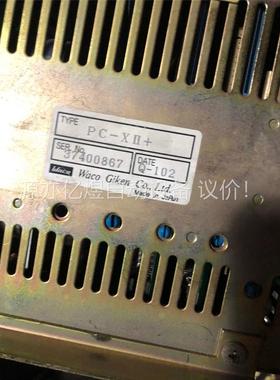 TYPE
PC-XⅡ+
SER.No.
37400867
DATE
Q-102
Waco Giken Co., Ltd.
Made in Japan
议价!